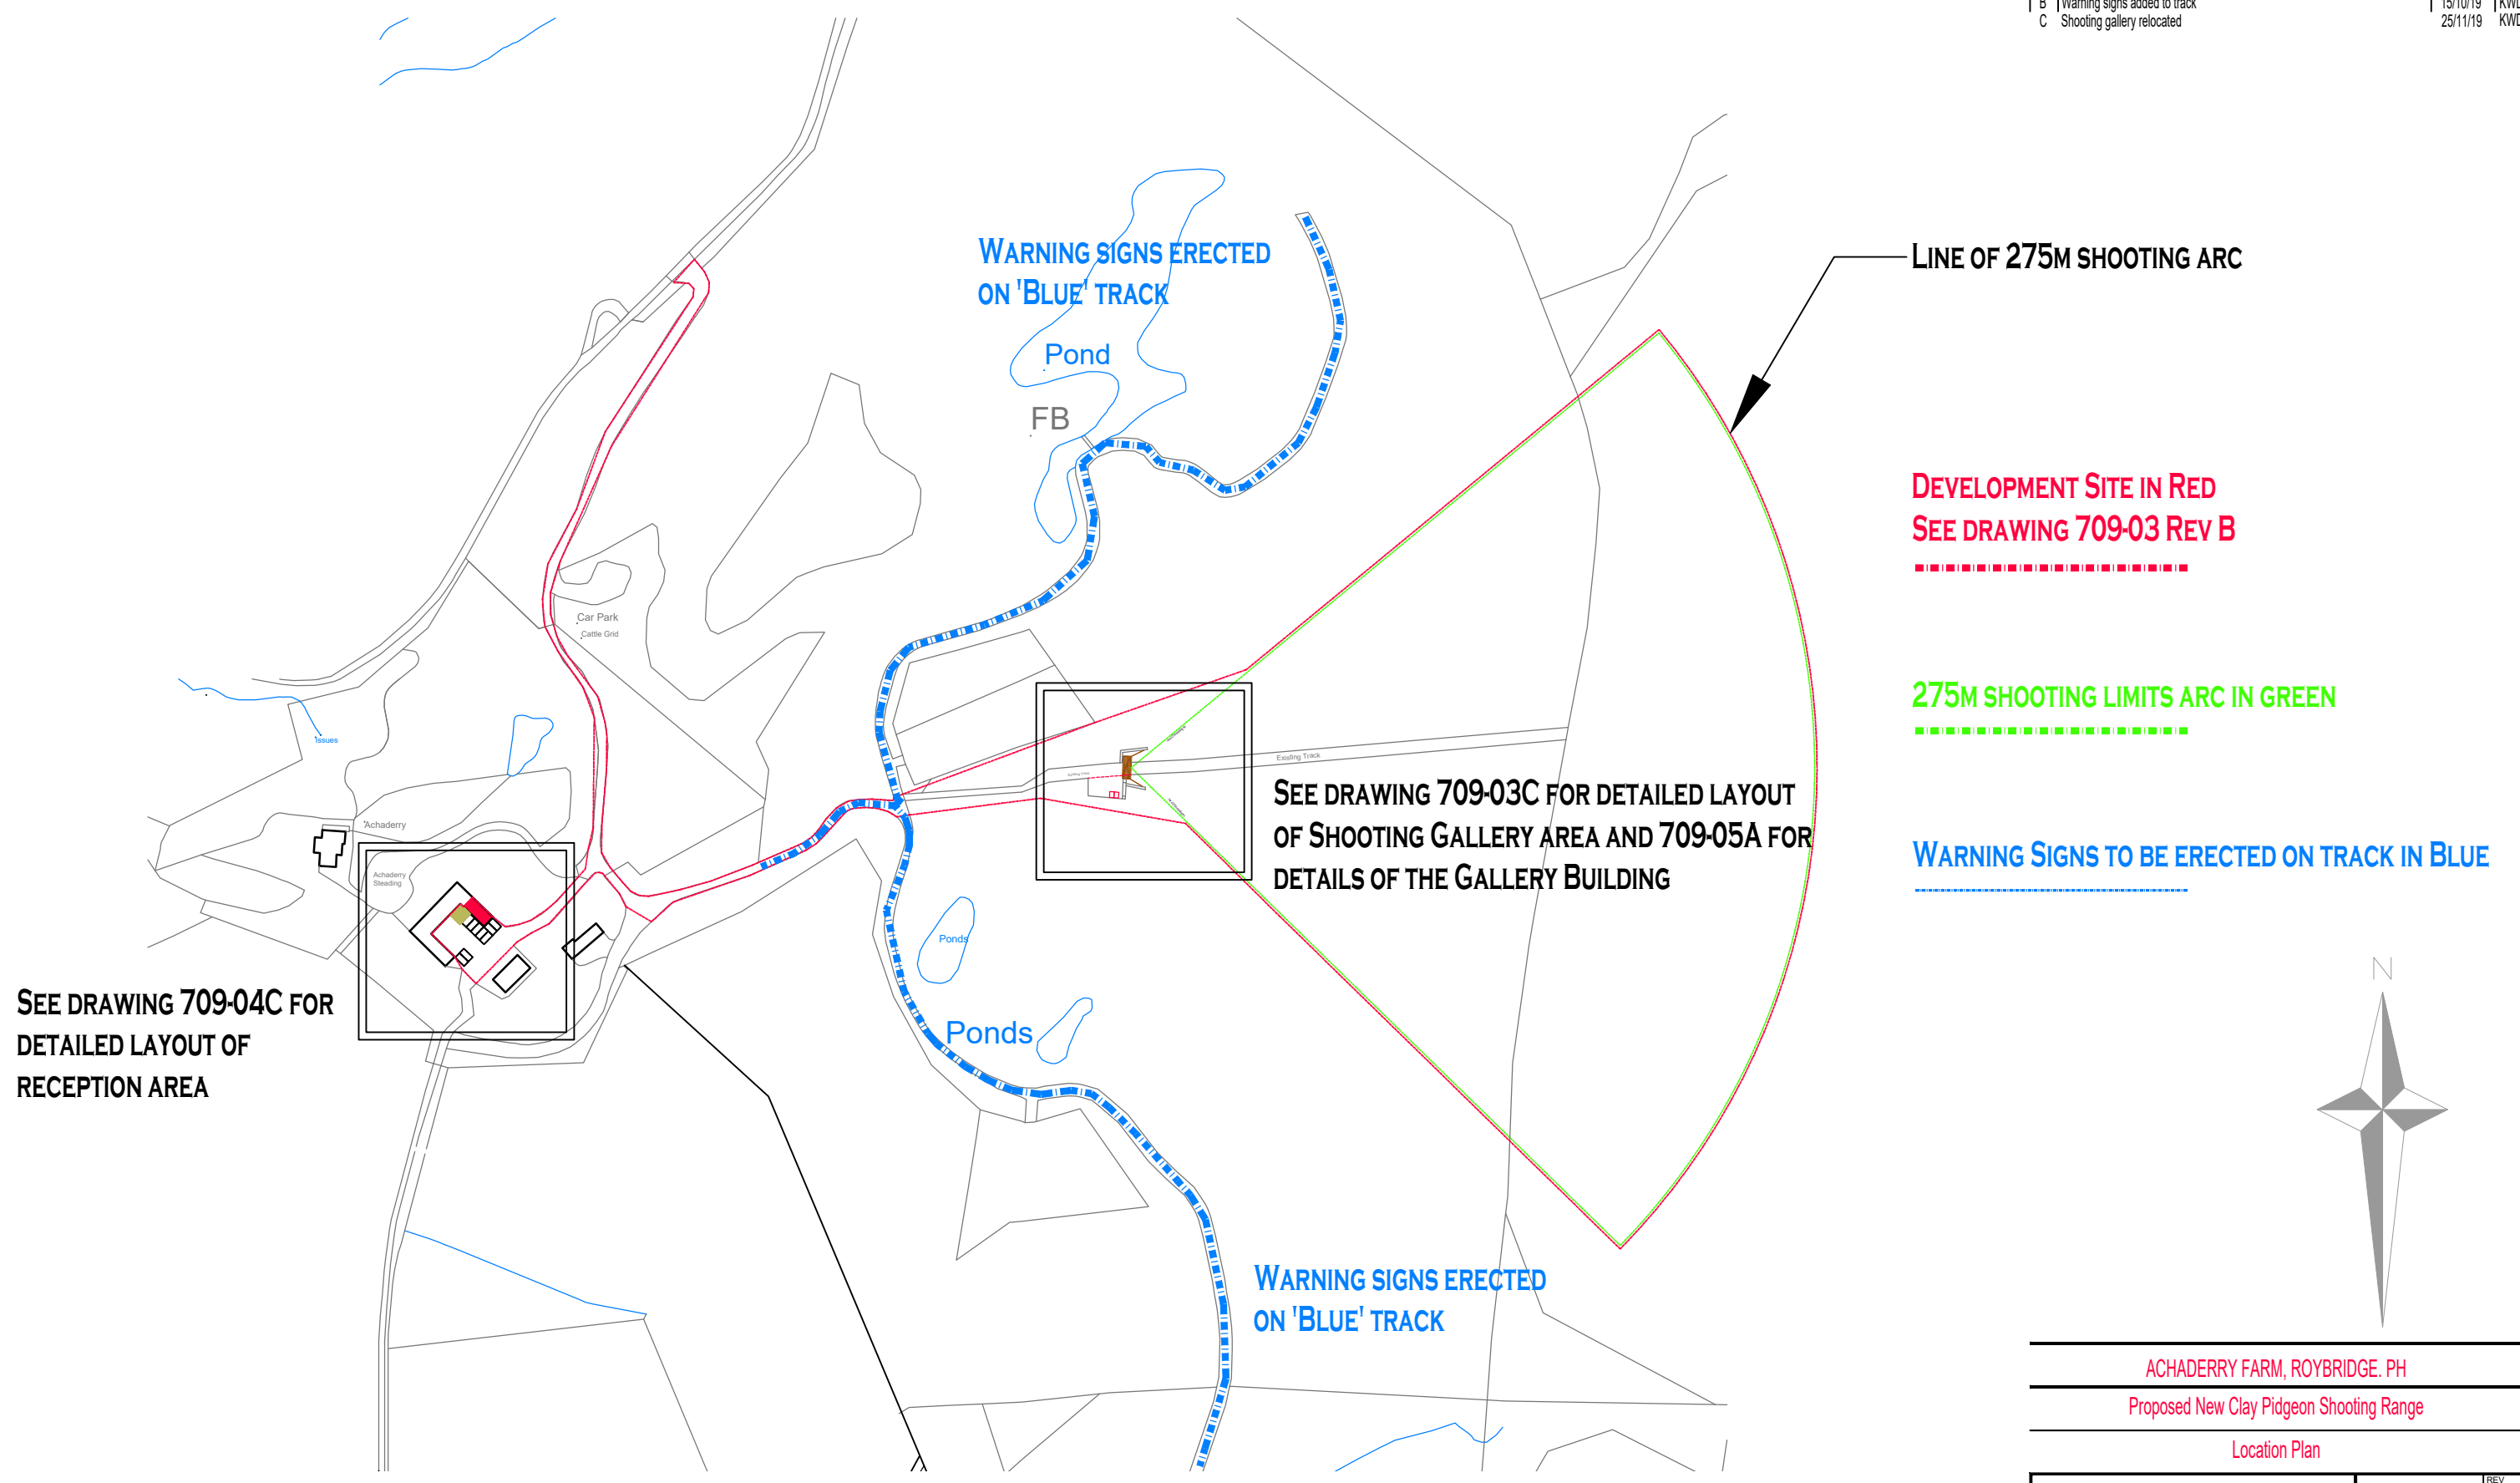 B Warning signs added to track 15/10/19 KWD
C Shooting gallery relocated 25/11/19 KWD
WARNING SIGNS ERECTED
ON 'BLUE' TRACK
LINE OF 275M SHOOTING ARC
Pond
FB
DEVELOPMENT SITE IN RED
SEE DRAWING 709-03 REV B
Car Park
Cattle Grid
275M SHOOTING LIMITS ARC IN GREEN
Issues
Existing Track
SEE DRAWING 709-03C FOR DETAILED LAYOUT
OF SHOOTING GALLERY AREA AND 709-05A FOR
DETAILS OF THE GALLERY BUILDING
Achaderry
WARNING SIGNS TO BE ERECTED ON TRACK IN BLUE
Achaderry
Steading
Ponds
N
SEE DRAWING 709-04C FOR
DETAILED LAYOUT OF
RECEPTION AREA
Ponds
WARNING SIGNS ERECTED
ON 'BLUE' TRACK
ACHADERRY FARM, ROYBRIDGE. PH
Proposed New Clay Pidgeon Shooting Range
Location Plan
REV